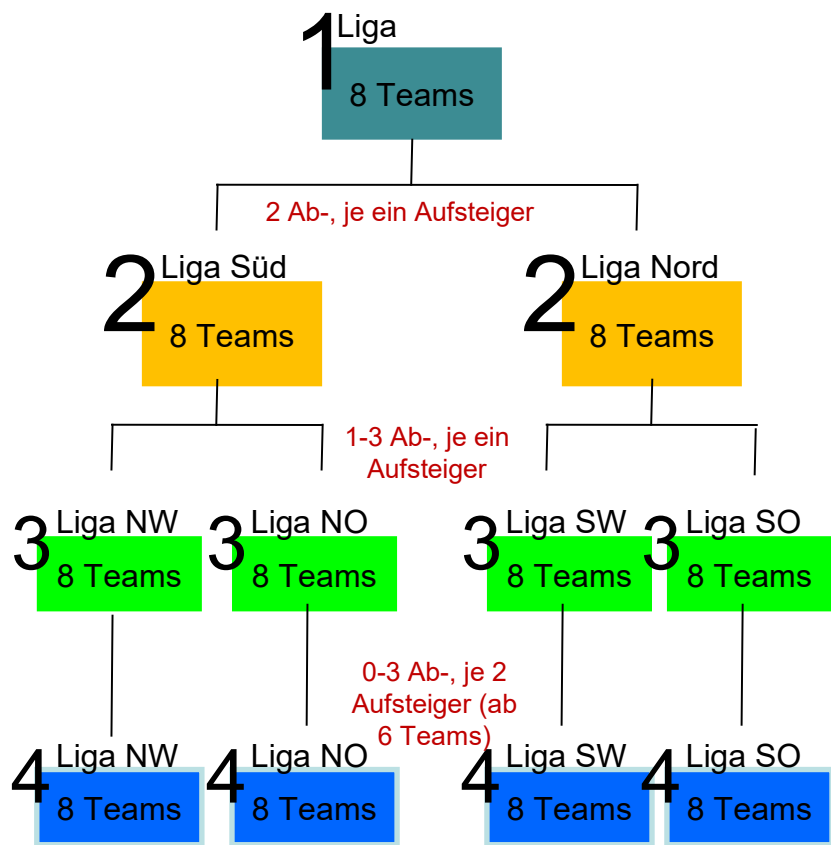 1 Liga
8 Teams
2 Ab-, je ein Aufsteiger
2 Liga Süd
8 Teams
2 Liga Nord
8 Teams
1-3 Ab-, je ein
Aufsteiger
3 Liga NW
8 Teams
3 Liga NO
8 Teams
3 Liga SW
8 Teams
3 Liga SO
8 Teams
0-3 Ab-, je 2
Aufsteiger (ab
6 Teams)
4 Liga NW
8 Teams
4 Liga NO
8 Teams
4 Liga SW
8 Teams
4 Liga SO
8 Teams